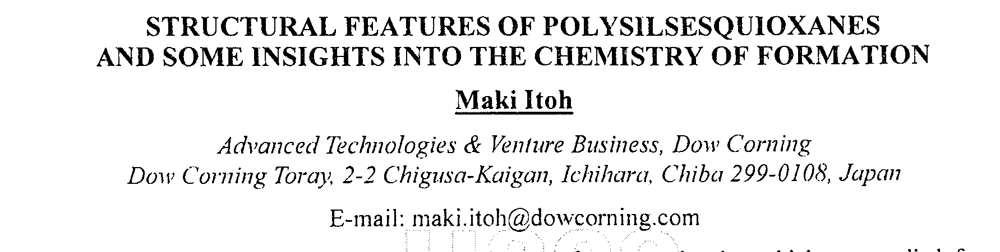 STRUCTURAL FEATURES OF POLYSILSESQUIOXANES
AND SOME INSIGHTS INTO THE CHEMISTRY OF FORMATION
Maki Itoh
Advanced Technologies & Venture Business, Dow Corning
Dow Corning Toray, 2-2 Chigusa-Kaigan, Ichihara, Chiba 299-0108, Japan
E-mail: maki.itoh@dowcorning.com